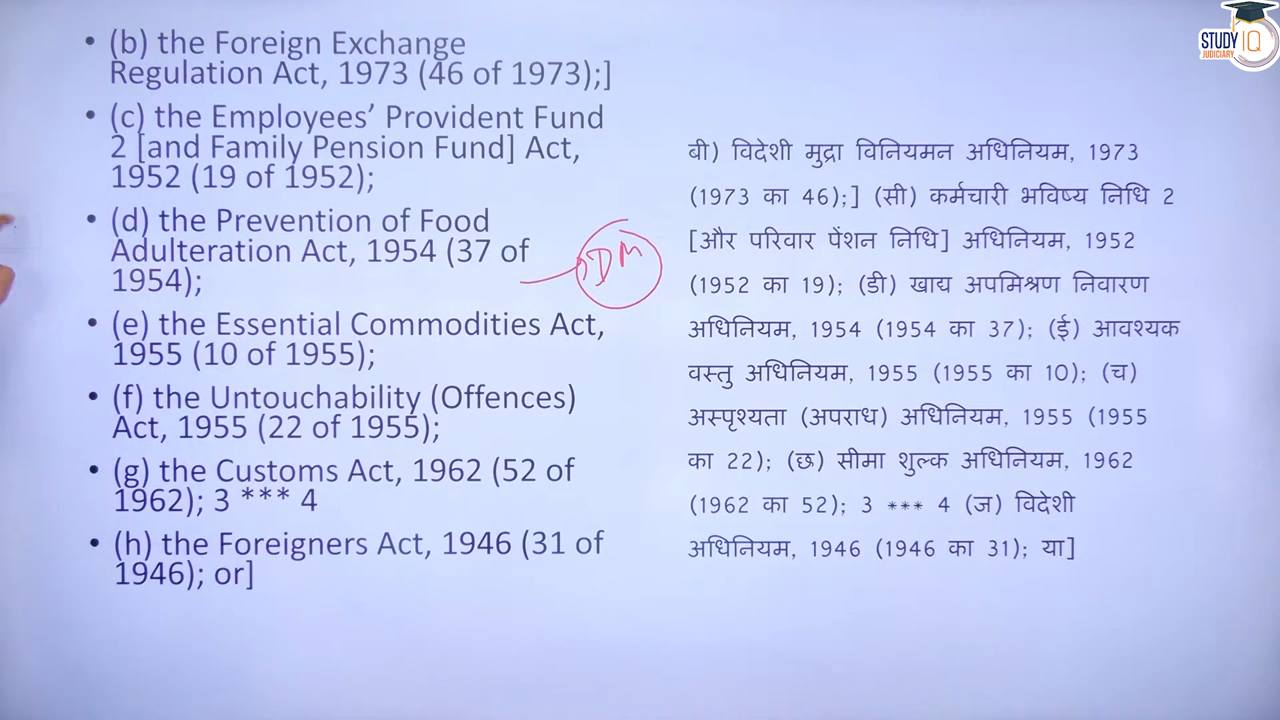 • (b) the Foreign Exchange
Regulation Act, 1973 (46 of 1973);]
• (c) the Employees’ Provident Fund
2 [and Family Pension Fund] Act,
1952 (19 of 1952);
• (d) the Prevention of Food
Adulteration Act, 1954 (37 of
1954);
• (e) the Essential Commodities Act,
1955 (10 of 1955);
• (f) the Untouchability (Offences)
Act, 1955 (22 of 1955);
• (g) the Customs Act, 1962 (52 of
1962); 3 *** 4
• (h) the Foreigners Act, 1946 (31 of
1946); or]
DM
बी) विदेशी मुद्रा विनियमन अधिनियम, 1973
(1973 का 46);] (सी) कर्मचारी भविष्य निधि 2
[और परिवार पेंशन निधि] अधिनियम, 1952
(1952 का 19); (डी) खाद्य अपमिश्रण निवारण
अधिनियम, 1954 (1954 का 37); (ई) आवश्यक
वस्तु अधिनियम, 1955 (1955 का 10); (च)
अस्पृश्यता (अपराध) अधिनियम, 1955 (1955
का 22); (छ) सीमा शुल्क अधिनियम, 1962
(1962 का 52); 3 *** 4 (ज) विदेशी
अधिनियम, 1946 (1946 का 31); या]
STUDY IQ
JUDICIARY